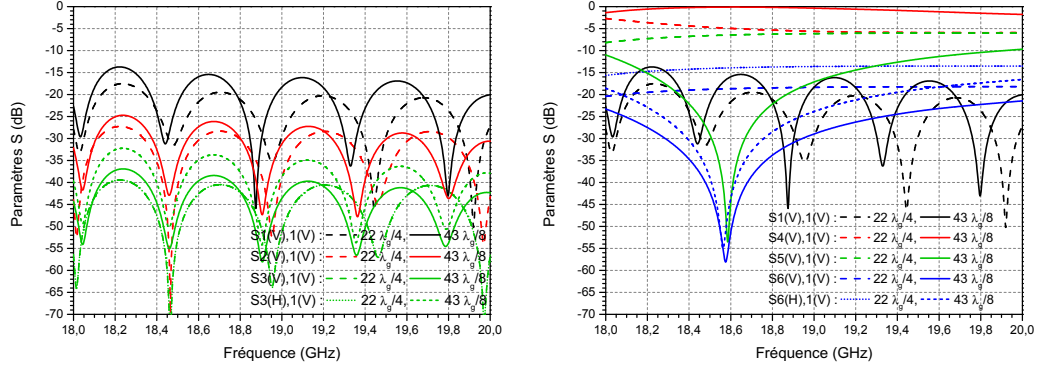 Paramètres S (dB)
0
-5
-10
-15
-20
-25
-30
-35
-40
-45
-50
-55
-60
-65
-70
S1(V),1(V) : 22 λg/4, 43 λg/8
S2(V),1(V) : 22 λg/4, 43 λg/8
S3(V),1(V) : 22 λg/4, 43 λg/8
S3(H),1(V) : 22 λg/4, 43 λg/8
18,0 18,2 18,4 18,6 18,8 19,0 19,2 19,4 19,6 19,8 20,0
Fréquence (GHz)
Paramètres S (dB)
0
-5
-10
-15
-20
-25
-30
-35
-40
-45
-50
-55
-60
-65
-70
S1(V),1(V) : 22 λg/4, 43 λg/8
S4(V),1(V) : 22 λg/4, 43 λg/8
S5(V),1(V) : 22 λg/4, 43 λg/8
S6(V),1(V) : 22 λg/4, 43 λg/8
S6(H),1(V) : 22 λg/4, 43 λg/8
18,0 18,2 18,4 18,6 18,8 19,0 19,2 19,4 19,6 19,8 20,0
Fréquence (GHz)